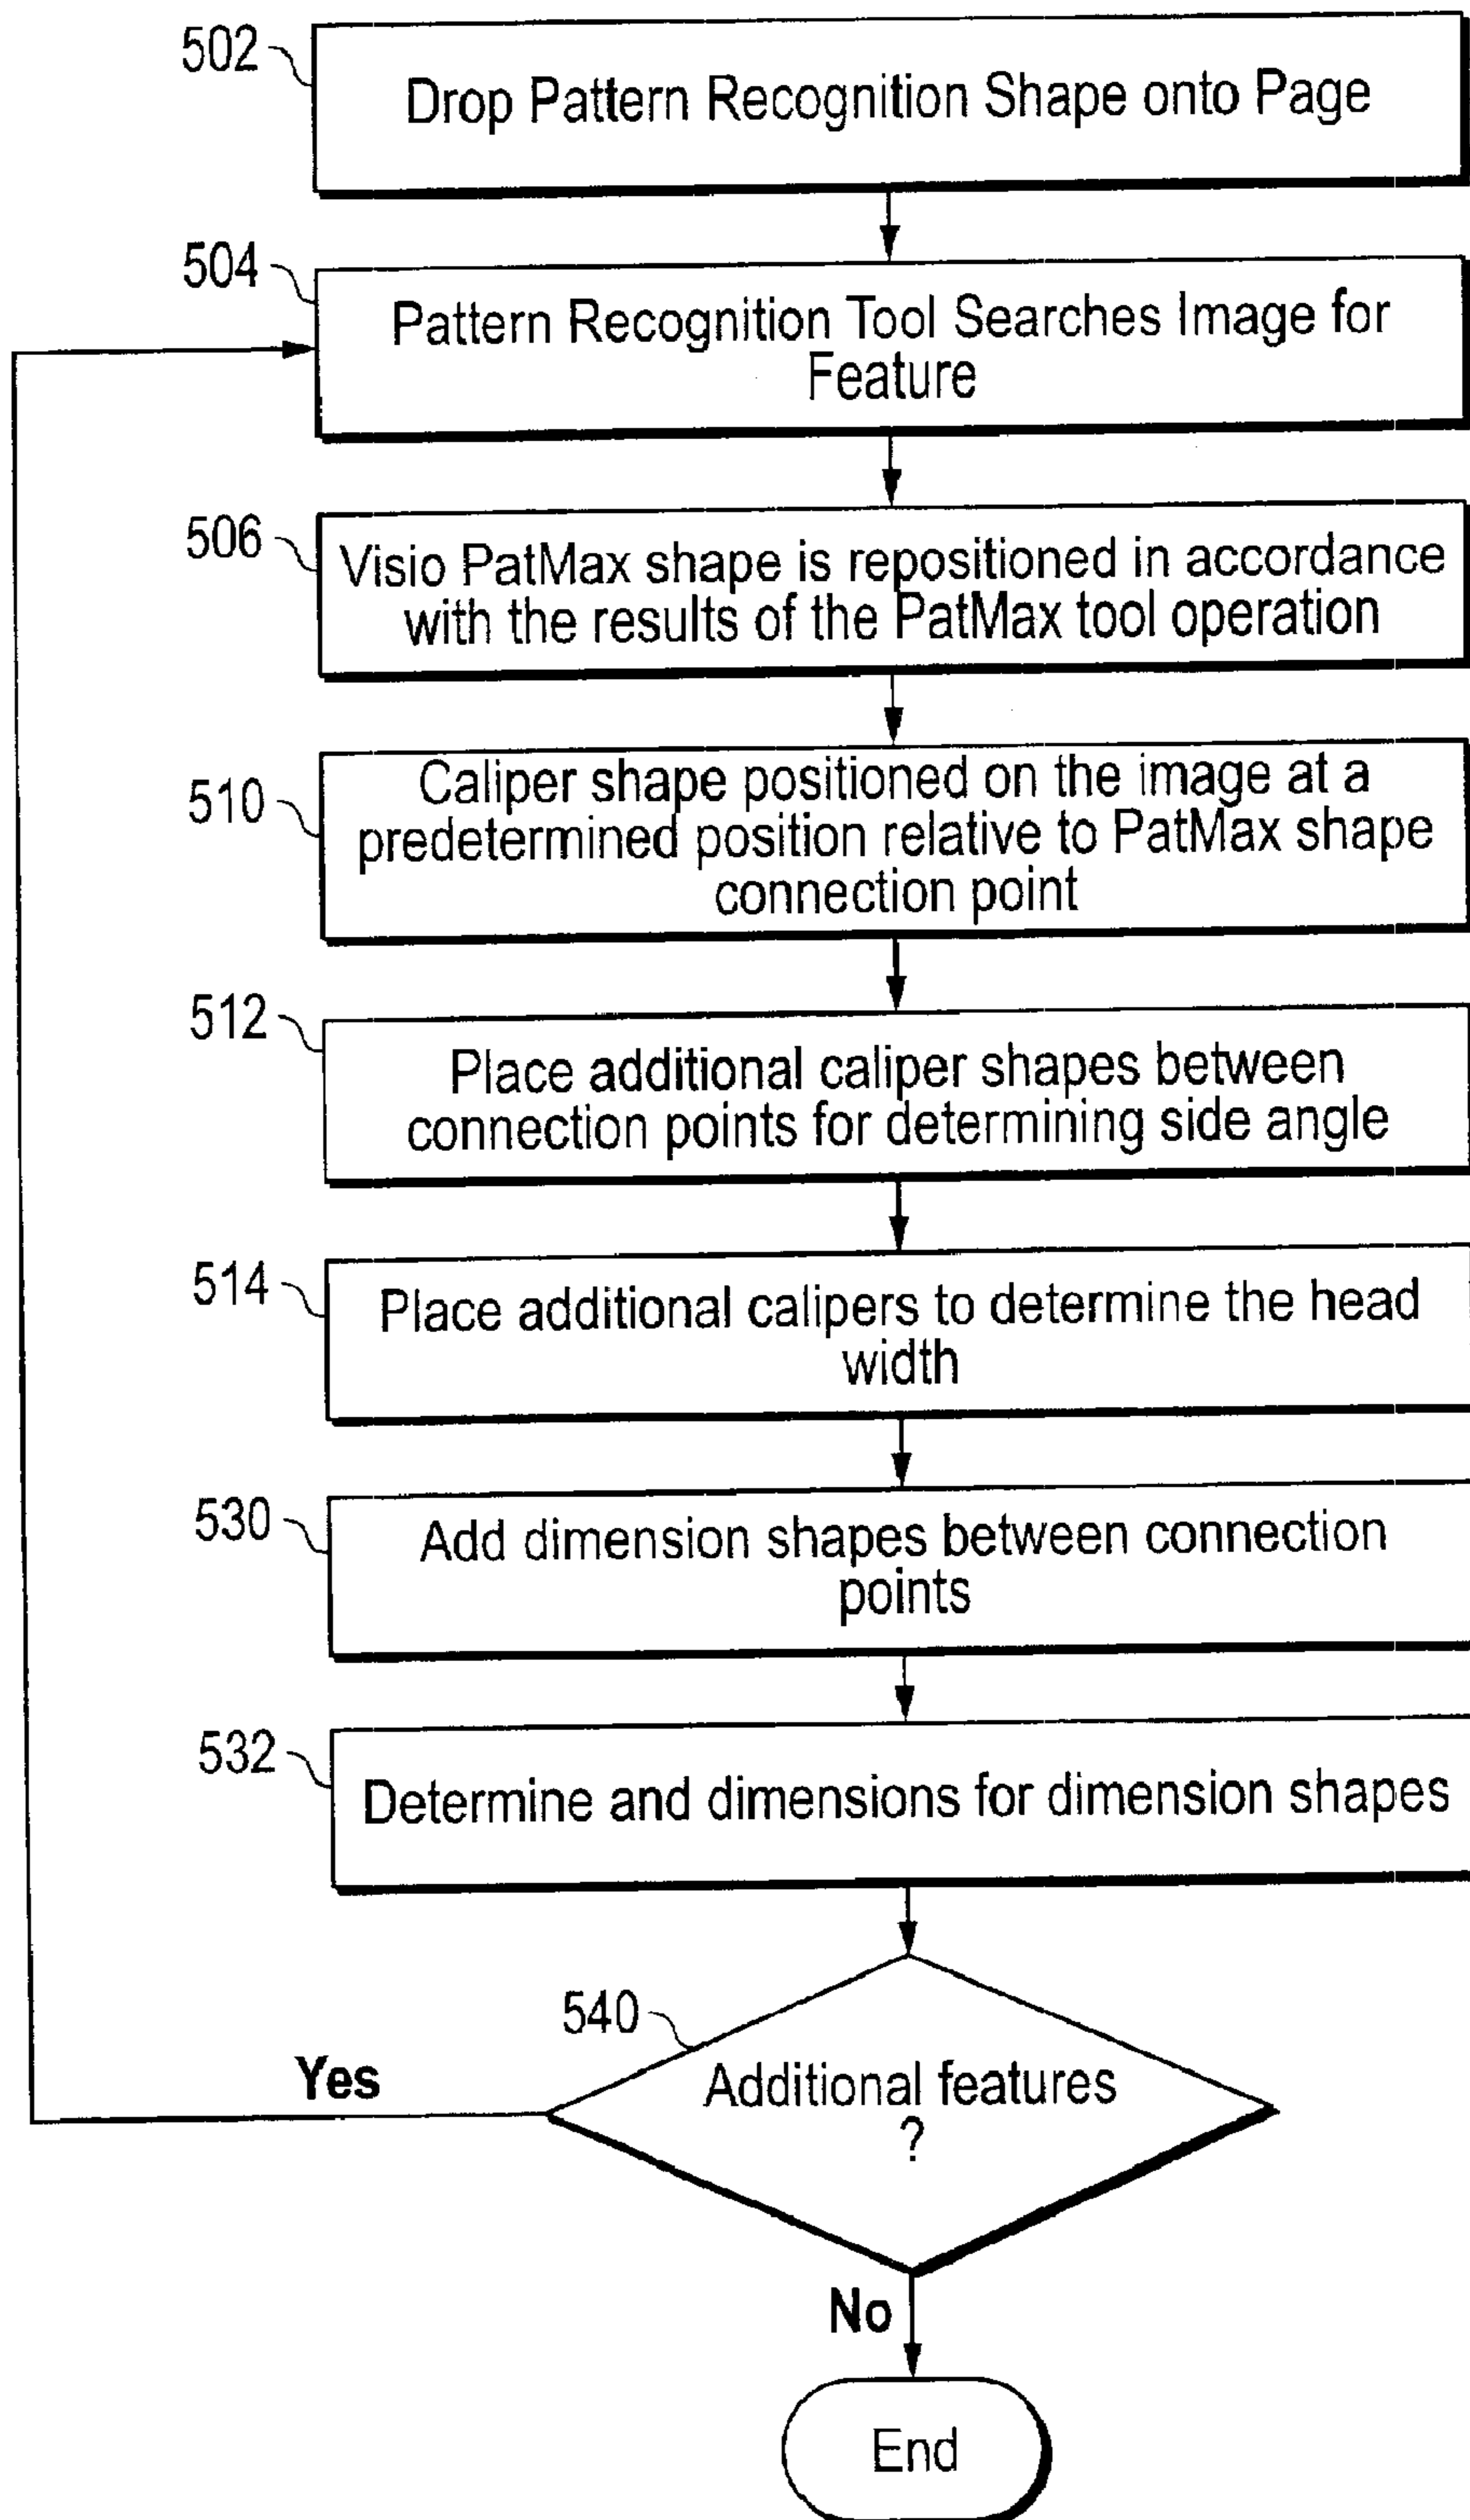 502
Drop Pattern Recognition Shape onto Page
504
Pattern Recognition Tool Searches Image for
Feature
506
Visio PatMax shape is repositioned in accordance
with the results of the PatMax tool operation
510
Caliper shape positioned on the image at a
predetermined position relative to PatMax shape
connection point
512
Place additional caliper shapes between
connection points for determining side angle
514
Place additional calipers to determine the head
width
530
Add dimension shapes between connection
points
532
Determine and dimensions for dimension shapes
540
Additional features
?
Yes
No
End